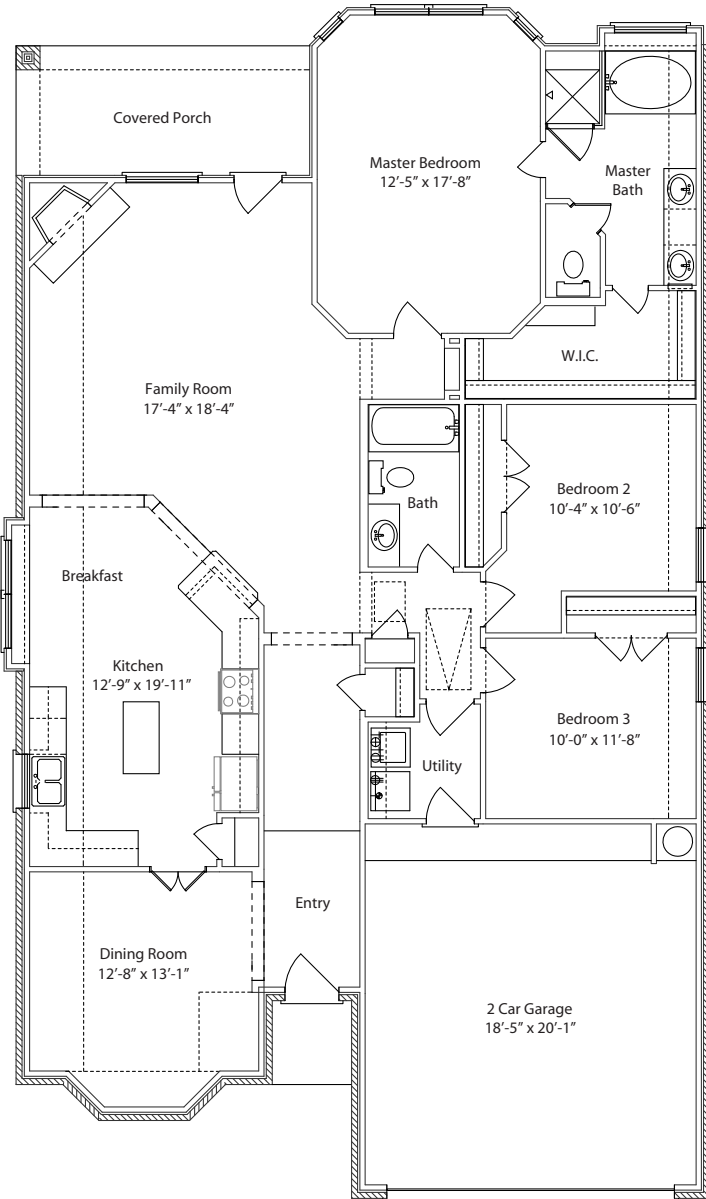 Covered Porch
Master Bedroom
12’-5” x 17’-8”
Master
Bath
W.I.C.
Family Room
17’-4” x 18’-4”
Bath
Bedroom 2
10’-4” x 10’-6”
Breakfast
Kitchen
12’-9” x 19’-11”
Bedroom 3
10’-0” x 11’-8”
Utility
Entry
Dining Room
12’-8” x 13’-1”
2 Car Garage
18’-5” x 20’-1”